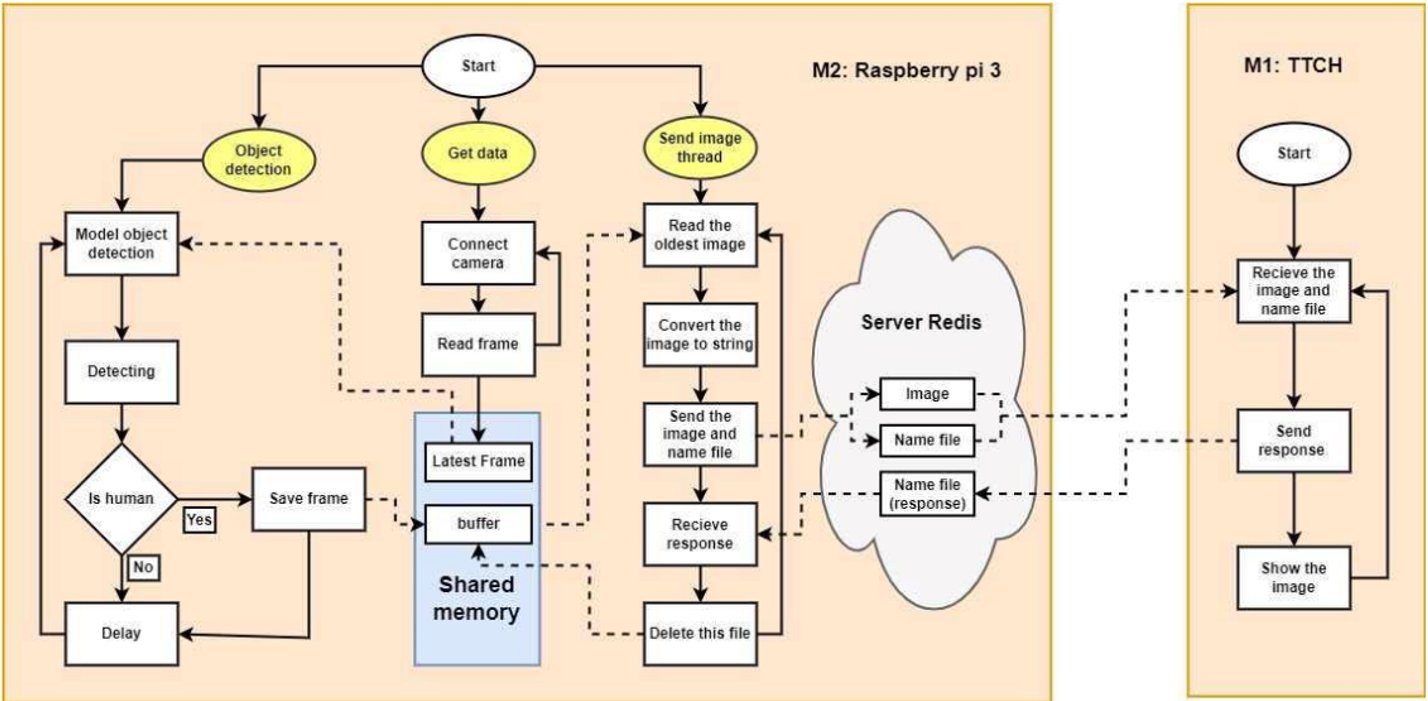 Start
M2: Raspberry pi 3
M1: TTCH
Object
detection
Get data
Send image
thread
Start
Model object
detection
Connect
camera
Read the
oldest image
Recieve the
image and
name file
Read frame
Convert the
image to string
Server Redis
Detecting
Image
Send the
image and
name file
Name file
Send
response
Latest Frame
Is human
Yes
Save frame
buffer
Name file
(response)
Recieve
response
No
Shared
memory
Show the
image
Delay
Delete this file